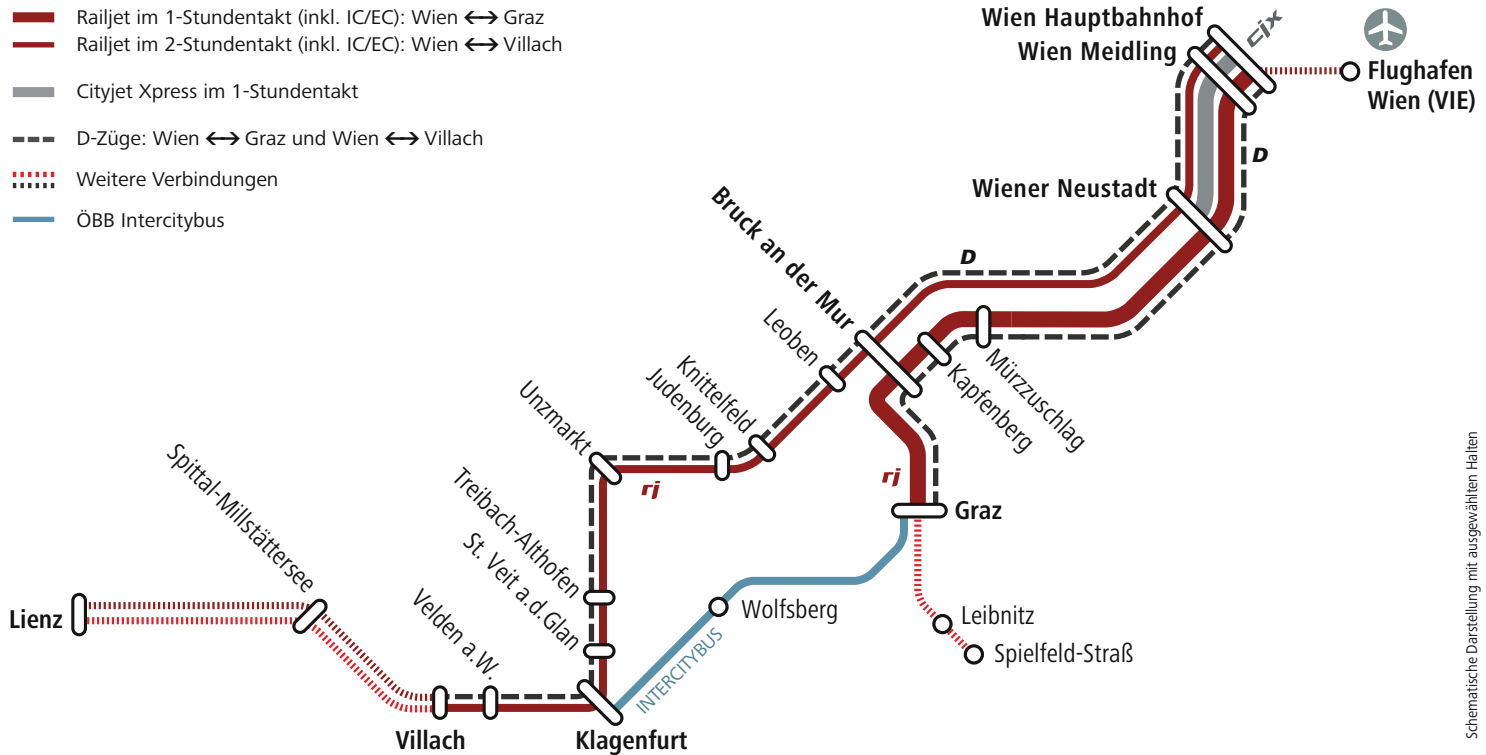 Railjet im 1-Stundentakt (inkl. IC/EC): Wien ↔ Graz
Railjet im 2-Stundentakt (inkl. IC/EC): Wien ↔ Villach
Cityjet Xpress im 1-Stundentakt
D-Züge: Wien ↔ Graz und Wien ↔ Villach
Weitere Verbindungen
ÖBB Intercitybus
Wien Hauptbahnhof
Wien Meidling
cjx
Flughafen
Wien (VIE)
D
Wiener Neustadt
D
Bruck an der Mur
Leoben
Mürzzuschlag
Kapfenberg
Knittelfeld
Judenburg
Unzmarkt
rj
rj
Graz
Treibach-Althofen
St. Veit a.d.Glan
Spittal-Millstättersee
Lienz
Velden a.W.
Wolfsberg
INTERCITYBUS
Leibnitz
Spielfeld-Straß
Villach
Klagenfurt
Schematische Darstellung mit ausgewählten Halten